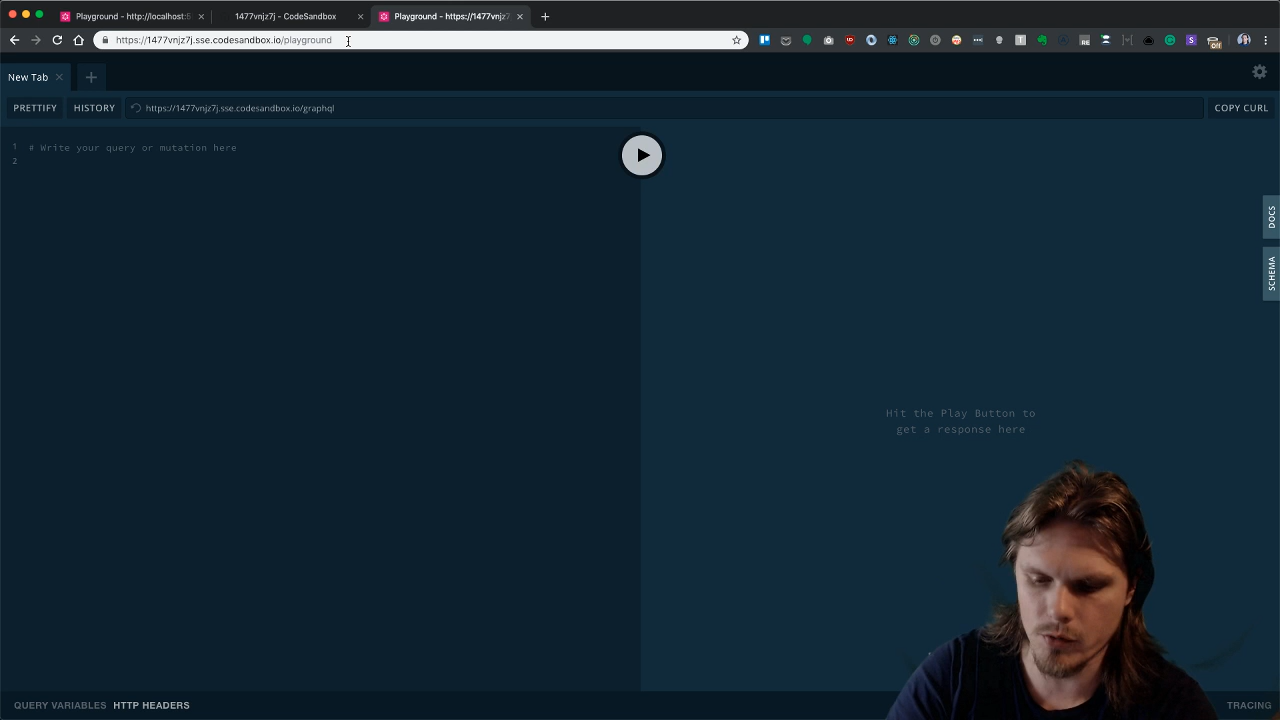 Playground - http://localhost:5
1477vnjz7j - CodeSandbox
Playground - https://1477vnjz7
https://1477vnjz7j.sse.codesandbox.io/playground
New Tab
PRETTIFY
HISTORY
https://1477vnjz7j.sse.codesandbox.io/graphql
COPY CURL
1 # Write your query or mutation here
2
Hit the Play Button to
get a response here
DOCS
SCHEMA
QUERY VARIABLES
HTTP HEADERS
TRACING